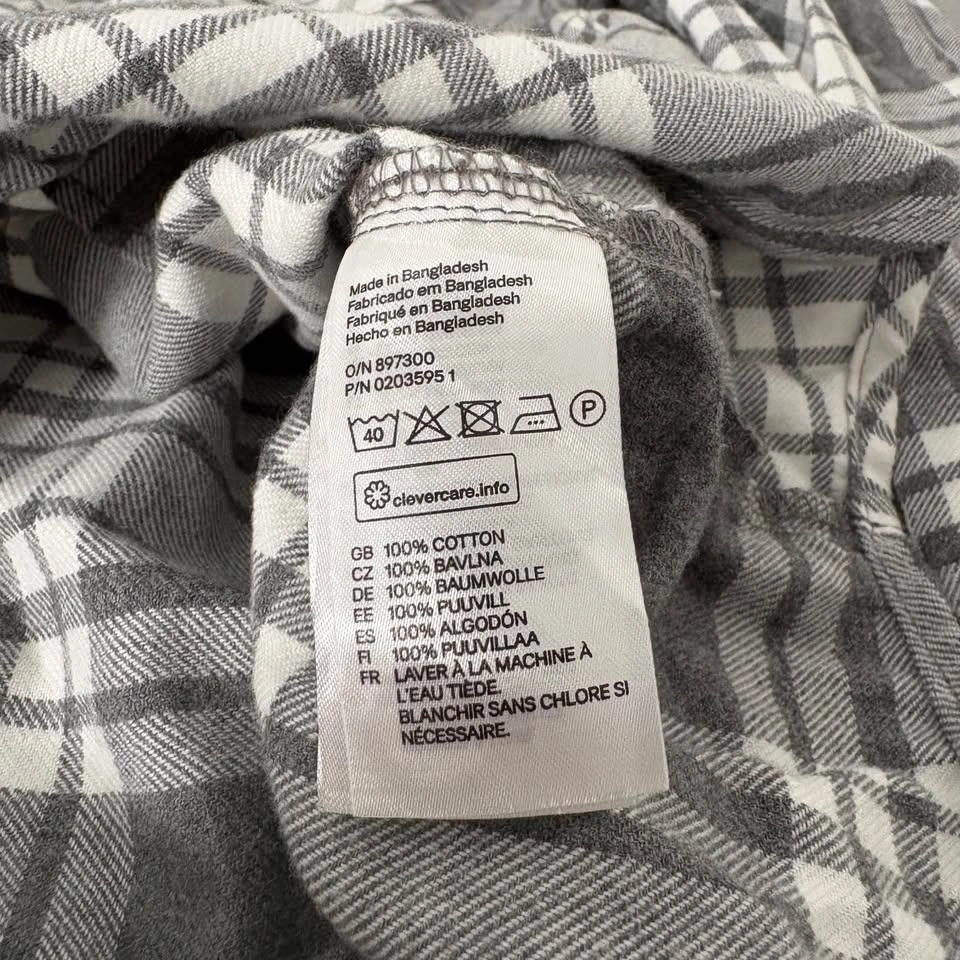 Made in Bangladesh
Fabricado em Bangladesh
Fabriqué en Bangladesh
Hecho en Bangladesh
O/N 897300
P/N 0203595 1
40 P
clevercare.info
GB 100% COTTON
CZ 100% BAVLNA
DE 100% BAUMWOLLE
EE 100% PUUVILL
ES 100% ALGODÓN
FI 100% PUUVILLAA
FR LAVER À LA MACHINE À
L'EAU TIÈDE.
BLANCHIR SANS CHLORE SI
NÉCESSAIRE.